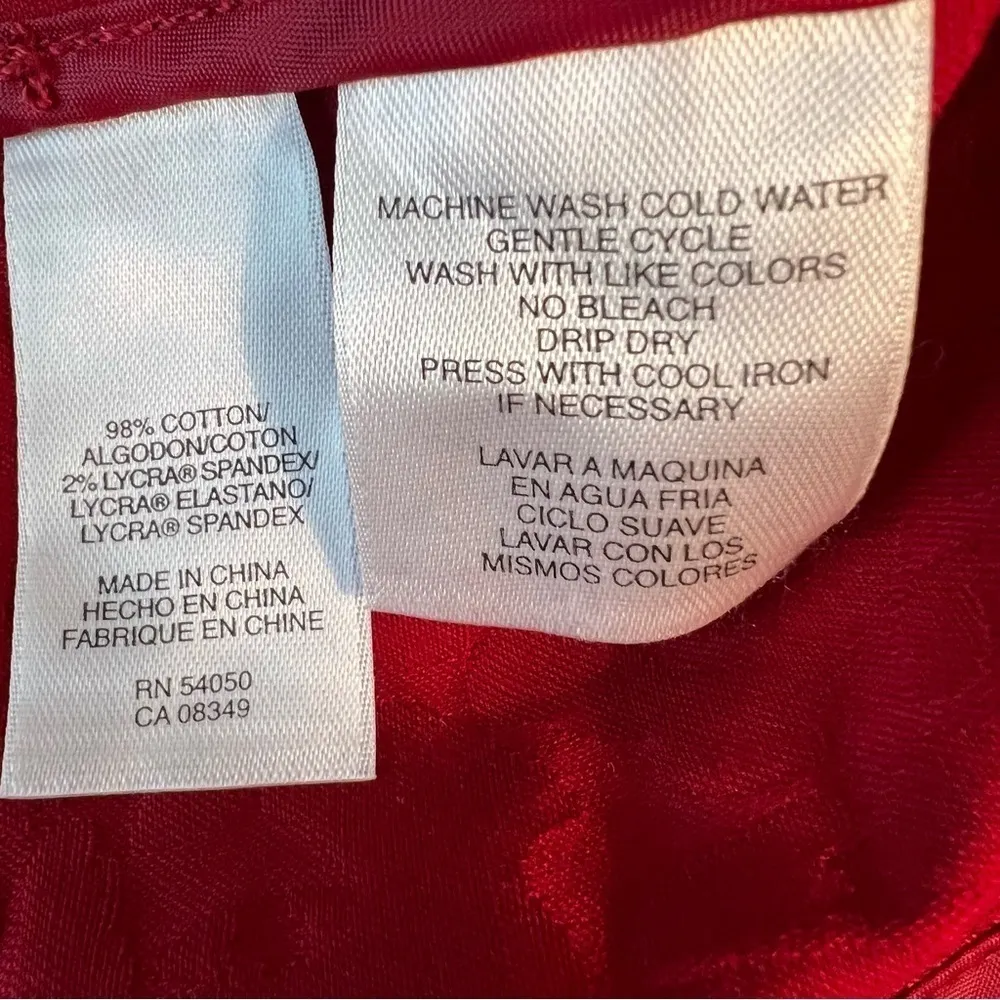 98% COTTON/
ALGODON/COTON
2% LYCRA® SPANDEX/
LYCRA® ELASTANO/
LYCRA® SPANDEX
MADE IN CHINA
HECHO EN CHINA
FABRIQUE EN CHINE
RN 54050
CA 08349
MACHINE WASH COLD WATER
GENTLE CYCLE
WASH WITH LIKE COLORS
NO BLEACH
DRIP DRY
PRESS WITH COOL IRON
IF NECESSARY
LAVAR A MAQUINA
EN AGUA FRIA
CICLO SUAVE
LAVAR CON LOS
MISMOS COLORES